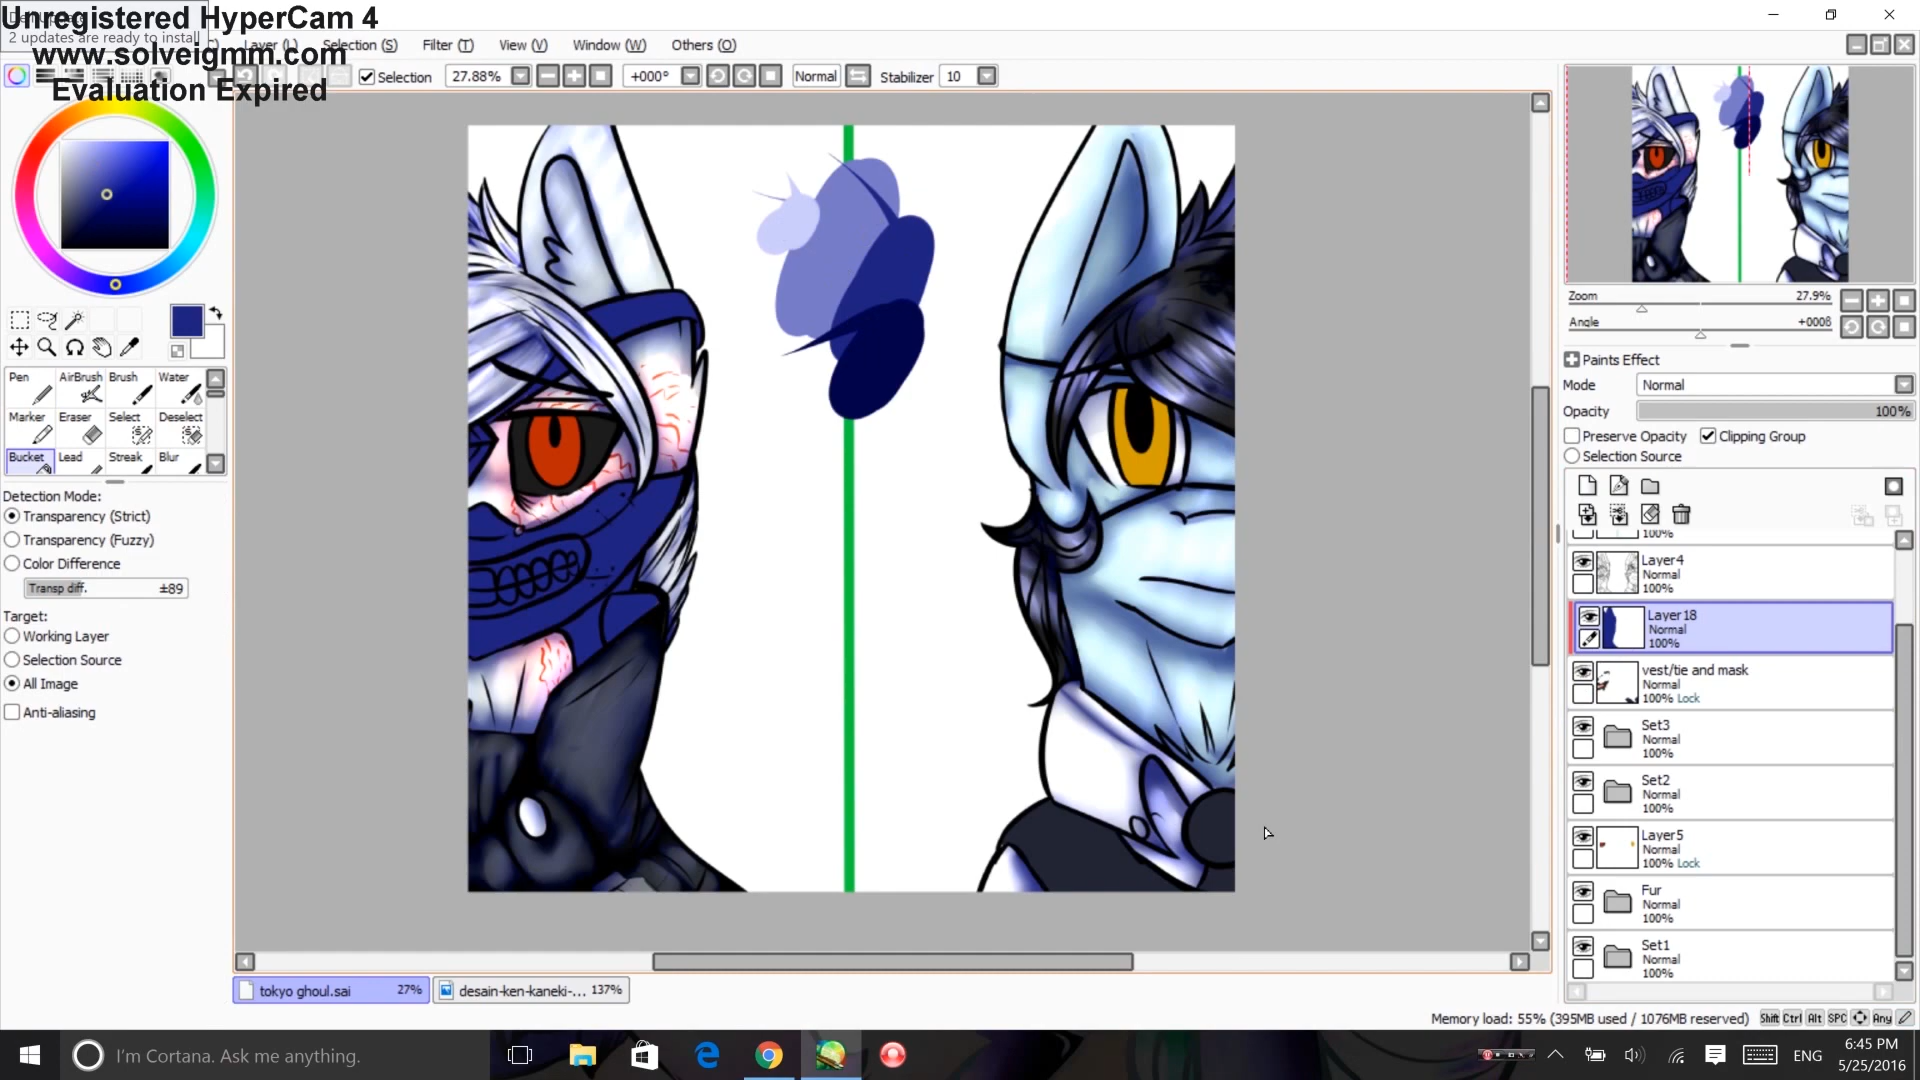 Unregistered HyperCam 4
2 updates are ready to install
www.solveigmm.com
Evaluation Expired
Layer (L) Selection (S) Filter (T) View (V) Window (W) Others (O)
Selection 27.88% +000° Normal Stabilizer 10
Zoom 27.9%
Angle +000ß
Paints Effect
Mode Normal
Opacity 100%
Preserve Opacity Clipping Group
Selection Source
Pen AirBrush Brush Water
Marker Eraser Select Deselect
Bucket Lead Streak Blur
Detection Mode:
Transparency (Strict)
Transparency (Fuzzy)
Color Difference
Transp diff. ±89
Target:
Working Layer
Selection Source
All Image
Anti-aliasing
100%
Layer4
Normal
100%
Layer18
Normal
100%
vest/tie and mask
Normal
100% Lock
Set3
Normal
100%
Set2
Normal
100%
Layer5
Normal
100% Lock
Fur
Normal
100%
Set1
Normal
100%
tokyo ghoul.sai 27% desain-ken-kaneki-... 137%
Memory load: 55% (395MB used / 1076MB reserved) Shift Ctrl Alt SPC Any
I'm Cortana. Ask me anything.
ENG
6:45 PM
5/25/2016